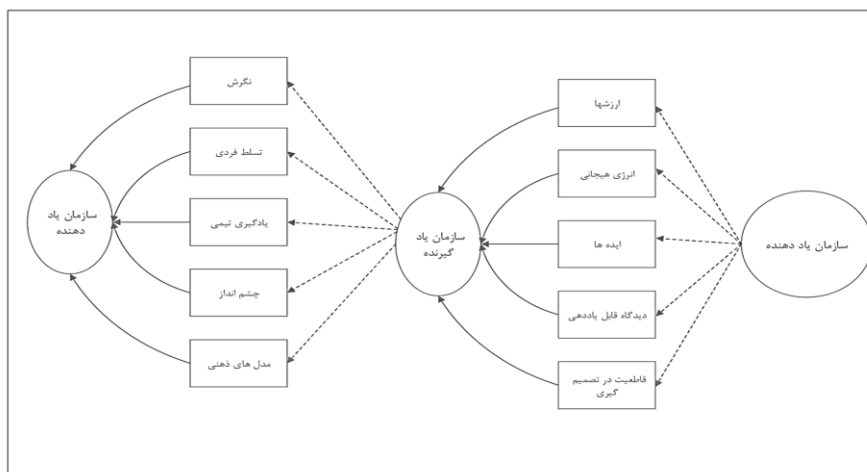 سازمان یاد دهنده
ارزشها
انرژی هیجانی
ایده ها
دیدگاه قابل یاددهی
قاطعیت در تصمیم
گیری
سازمان یاد
گیرنده
نگرش
تسلط فردی
یادگیری تیمی
چشم انداز
مدل های ذهنی
سازمان یاد
دهنده